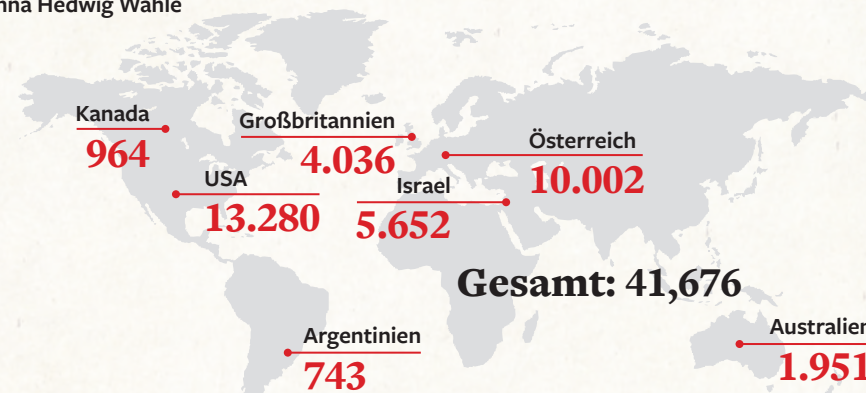 nna Hedwig Wahle
Kanada
964
Großbritannien
4.036
Österreich
10.002
USA
13.280
Israel
5.652
Gesamt: 41,676
Argentinien
743
Australien
1.951